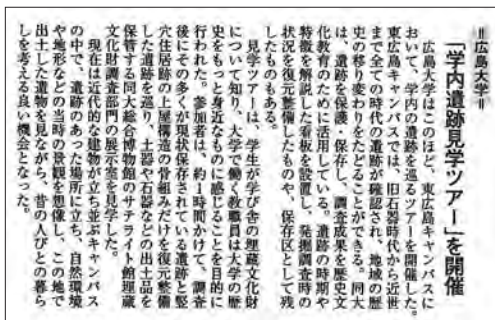 ＝広島大学＝
「学内遺跡見学ツアー」を開催
　広島大学はこのほど、東広島キャンパスに
おいて、学内の遺跡を巡るツアーを開催した。
東広島キャンパスでは、旧石器時代から近世
まで全ての時代の遺跡が確認され、地域の歴
史の移り変わりをたどることができる。同大
は、遺跡を保護・保存し、調査成果を歴史文
化教育のために活用している。遺跡の時期や
特徴を解説した看板を設置し、発掘調査時の
状況を復元整備したものや、保存区として残
したものもある。
　見学ツアーは、学生が学び舎の埋蔵文化財
について知り、大学で働く教職員は大学の歴
史をもっと身近なものに感じることを目的に
行われた。参加者は、約１時間かけて、調査
後にその多くが現状保存されている遺跡と竪
穴住居跡の上屋構造の骨組みだけを復元整備
した遺跡を巡り、土器や石器などの出土品を
保管する同大総合博物館のサテライト館埋蔵
文化財調査部門の展示室を見学した。
　現在は近代的な建物が立ち並ぶキャンパス
の中で、遺跡のあった場所に立ち、自然環境
や地形などの当時の景観を想像し、この地で
出土した遺物を見ながら、昔の人びとの暮ら
しを考える良い機会となった。